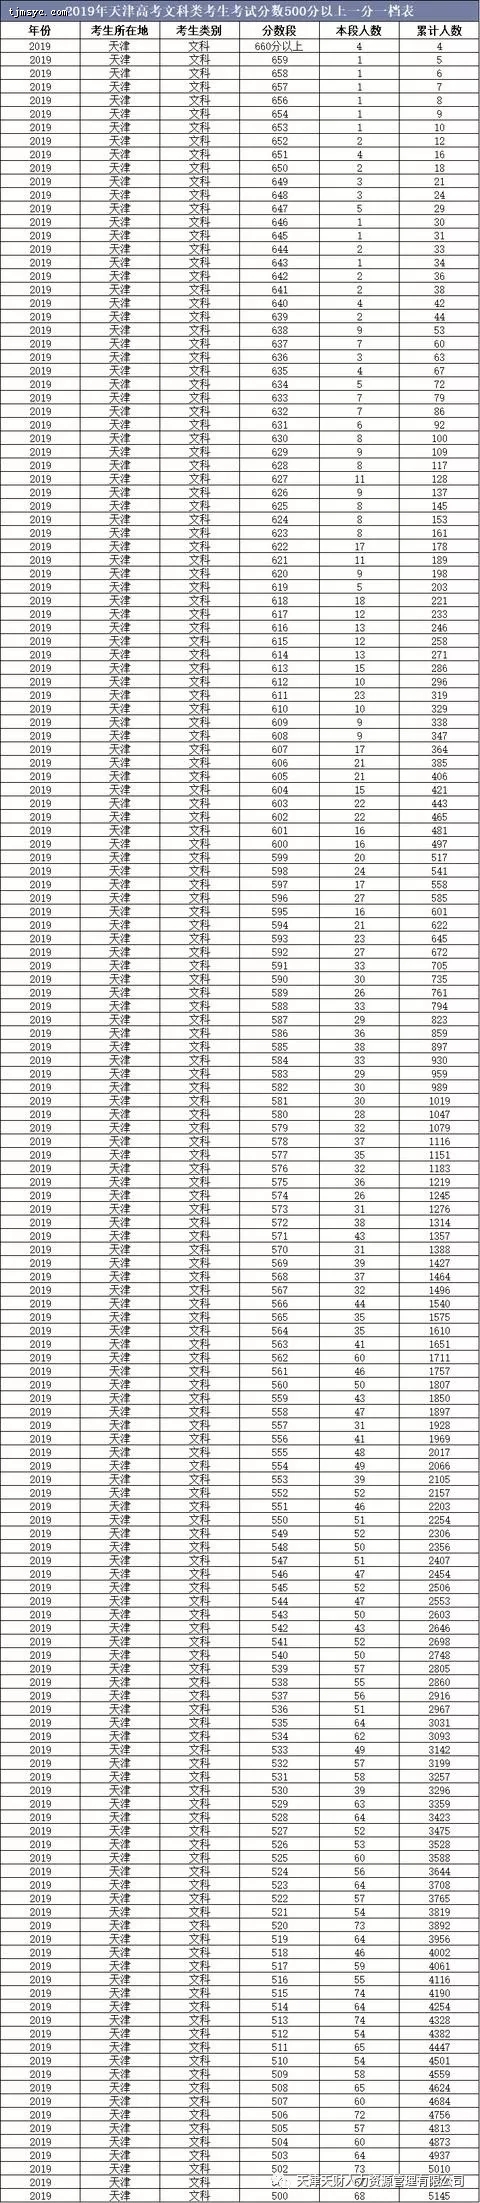 tjmsyc.com
2019年天津高考文科类考生考试分数500分以上一分一档表
年份 考生所在地 考生类别 分数段 本段人数 累计人数
2019 天津 文科 660分以上 4 4
2019 天津 文科 659 1 5
2019 天津 文科 658 1 6
2019 天津 文科 657 1 7
2019 天津 文科 656 1 8
2019 天津 文科 654 1 9
2019 天津 文科 653 1 10
2019 天津 文科 652 2 12
2019 天津 文科 651 4 16
2019 天津 文科 650 2 18
2019 天津 文科 649 3 21
2019 天津 文科 648 3 24
2019 天津 文科 647 5 29
2019 天津 文科 646 1 30
2019 天津 文科 645 1 31
2019 天津 文科 644 2 33
2019 天津 文科 643 1 34
2019 天津 文科 642 2 36
2019 天津 文科 641 2 38
2019 天津 文科 640 4 42
2019 天津 文科 639 2 44
2019 天津 文科 638 9 53
2019 天津 文科 637 7 60
2019 天津 文科 636 3 63
2019 天津 文科 635 4 67
2019 天津 文科 634 5 72
2019 天津 文科 633 7 79
2019 天津 文科 632 7 86
2019 天津 文科 631 6 92
2019 天津 文科 630 8 100
2019 天津 文科 629 9 109
2019 天津 文科 628 8 117
2019 天津 文科 627 11 128
2019 天津 文科 626 9 137
2019 天津 文科 625 8 145
2019 天津 文科 624 8 153
2019 天津 文科 623 8 161
2019 天津 文科 622 17 178
2019 天津 文科 621 11 189
2019 天津 文科 620 9 198
2019 天津 文科 619 5 203
2019 天津 文科 618 18 221
2019 天津 文科 617 12 233
2019 天津 文科 616 13 246
2019 天津 文科 615 12 258
2019 天津 文科 614 13 271
2019 天津 文科 613 15 286
2019 天津 文科 612 10 296
2019 天津 文科 611 23 319
2019 天津 文科 610 10 329
2019 天津 文科 609 9 338
2019 天津 文科 608 9 347
2019 天津 文科 607 17 364
2019 天津 文科 606 21 385
2019 天津 文科 605 21 406
2019 天津 文科 604 15 421
2019 天津 文科 603 22 443
2019 天津 文科 602 22 465
2019 天津 文科 601 16 481
2019 天津 文科 600 16 497
2019 天津 文科 599 20 517
2019 天津 文科 598 24 541
2019 天津 文科 597 17 558
2019 天津 文科 596 27 585
2019 天津 文科 595 16 601
2019 天津 文科 594 21 622
2019 天津 文科 593 23 645
2019 天津 文科 592 27 672
2019 天津 文科 591 33 705
2019 天津 文科 590 30 735
2019 天津 文科 589 26 761
2019 天津 文科 588 33 794
2019 天津 文科 587 29 823
2019 天津 文科 586 36 859
2019 天津 文科 585 38 897
2019 天津 文科 584 33 930
2019 天津 文科 583 29 959
2019 天津 文科 582 30 989
2019 天津 文科 581 30 1019
2019 天津 文科 580 28 1047
2019 天津 文科 579 32 1079
2019 天津 文科 578 37 1116
2019 天津 文科 577 35 1151
2019 天津 文科 576 32 1183
2019 天津 文科 575 36 1219
2019 天津 文科 574 26 1245
2019 天津 文科 573 31 1276
2019 天津 文科 572 38 1314
2019 天津 文科 571 43 1357
2019 天津 文科 570 31 1388
2019 天津 文科 569 39 1427
2019 天津 文科 568 37 1464
2019 天津 文科 567 32 1496
2019 天津 文科 566 44 1540
2019 天津 文科 565 35 1575
2019 天津 文科 564 35 1610
2019 天津 文科 563 41 1651
2019 天津 文科 562 60 1711
2019 天津 文科 561 46 1757
2019 天津 文科 560 50 1807
2019 天津 文科 559 43 1850
2019 天津 文科 558 47 1897
2019 天津 文科 557 31 1928
2019 天津 文科 556 41 1969
2019 天津 文科 555 48 2017
2019 天津 文科 554 49 2066
2019 天津 文科 553 39 2105
2019 天津 文科 552 52 2157
2019 天津 文科 551 46 2203
2019 天津 文科 550 51 2254
2019 天津 文科 549 52 2306
2019 天津 文科 548 50 2356
2019 天津 文科 547 51 2407
2019 天津 文科 546 47 2454
2019 天津 文科 545 52 2506
2019 天津 文科 544 47 2553
2019 天津 文科 543 50 2603
2019 天津 文科 542 43 2646
2019 天津 文科 541 52 2698
2019 天津 文科 540 50 2748
2019 天津 文科 539 57 2805
2019 天津 文科 538 55 2860
2019 天津 文科 537 56 2916
2019 天津 文科 536 51 2967
2019 天津 文科 535 64 3031
2019 天津 文科 534 62 3093
2019 天津 文科 533 49 3142
2019 天津 文科 532 57 3199
2019 天津 文科 531 58 3257
2019 天津 文科 530 39 3296
2019 天津 文科 529 63 3359
2019 天津 文科 528 64 3423
2019 天津 文科 527 52 3475
2019 天津 文科 526 53 3528
2019 天津 文科 525 60 3588
2019 天津 文科 524 56 3644
2019 天津 文科 523 64 3708
2019 天津 文科 522 57 3765
2019 天津 文科 521 54 3819
2019 天津 文科 520 73 3892
2019 天津 文科 519 64 3956
2019 天津 文科 518 46 4002
2019 天津 文科 517 59 4061
2019 天津 文科 516 55 4116
2019 天津 文科 515 74 4190
2019 天津 文科 514 64 4254
2019 天津 文科 513 74 4328
2019 天津 文科 512 54 4382
2019 天津 文科 511 65 4447
2019 天津 文科 510 54 4501
2019 天津 文科 509 58 4559
2019 天津 文科 508 65 4624
2019 天津 文科 507 60 4684
2019 天津 文科 506 72 4756
2019 天津 文科 505 57 4813
2019 天津 文科 504 60 4873
2019 天津 文科 503 64 4937
2019 天津 文科 502 73 5010
2019 天津 文科
天津天财人力资源管理有限公司
2019 天津 文科 500 68 5145